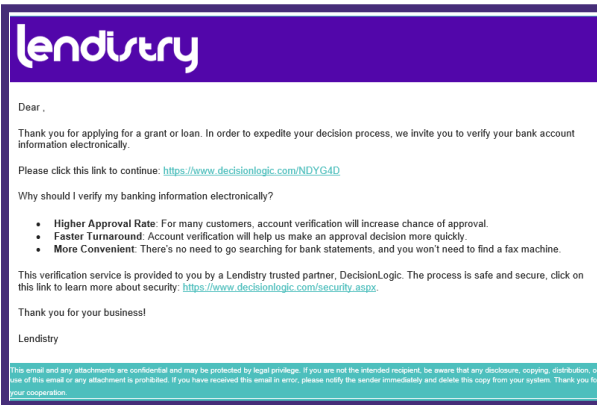 lendistry
Dear ,
Thank you for applying for a grant or loan. In order to expedite your decision process, we invite you to verify your bank account
information electronically.
Please click this link to continue: https://www.decisionlogic.com/NDYG4D
Why should I verify my banking information electronically?
• Higher Approval Rate: For many customers, account verification will increase chance of approval.
• Faster Turnaround: Account verification will help us make an approval decision more quickly.
• More Convenient: There's no need to go searching for bank statements, and you won't need to find a fax machine.
This verification service is provided to you by a Lendistry trusted partner, DecisionLogic. The process is safe and secure, click on
this link to learn more about security: https://www.decisionlogic.com/security.aspx.
Thank you for your business!
Lendistry
This email and any attachments are confidential and may be protected by legal privilege. If you are not the intended recipient, be aware that any disclosure, copying, distribution, o
use of this email or any attachment is prohibited. If you have received this email in error, please notify the sender immediately and delete this copy from your system. Thank you fo
your cooperation.